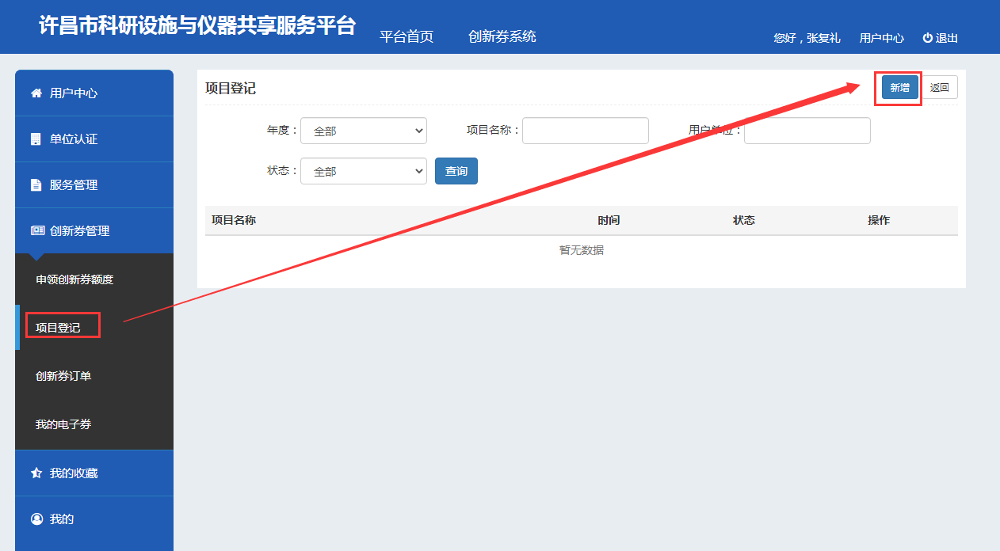 许昌市科研设施与仪器共享服务平台 平台首页 创新券系统 您好，张复礼 用户中心 退出
用户中心
单位认证
服务管理
创新券管理
申领创新券额度
项目登记
创新券订单
我的电子券
我的收藏
我的
项目登记 新增 返回
年度： 全部 项目名称： 用户单位：
状态： 全部 查询
项目名称 时间 状态 操作
暂无数据